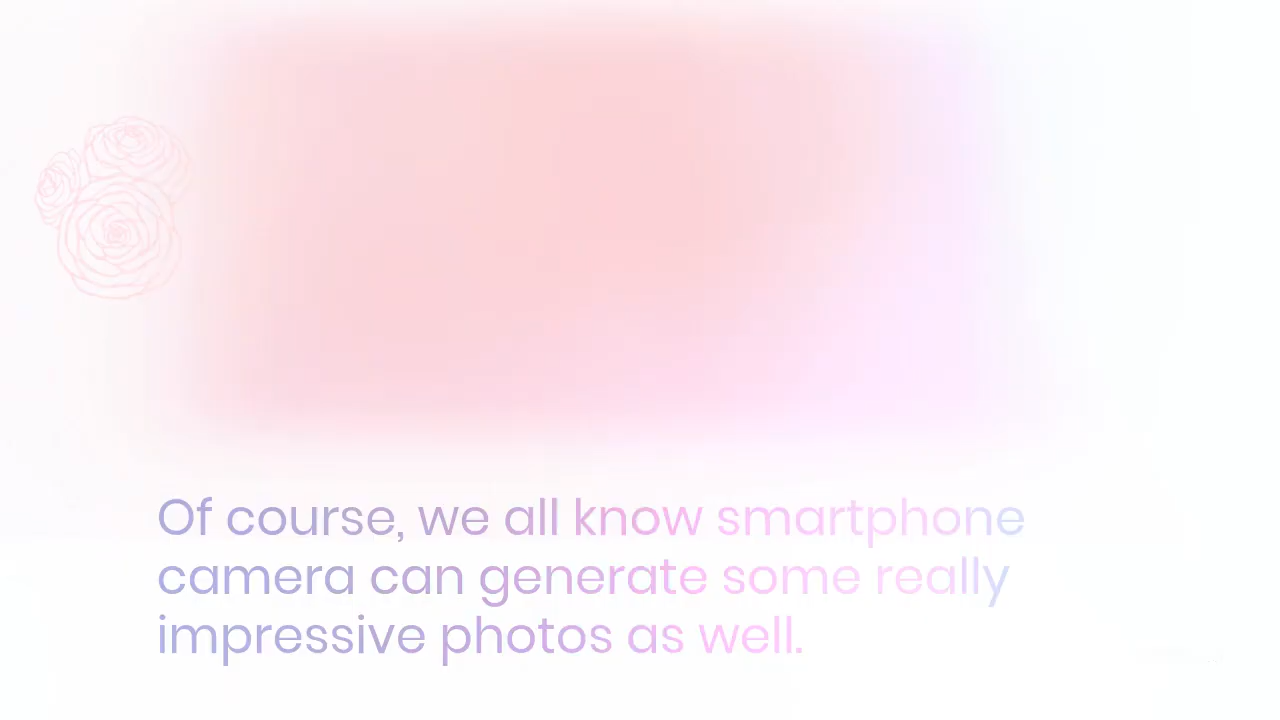 Of course, we all know smartphone
camera can generate some really
impressive photos as well.